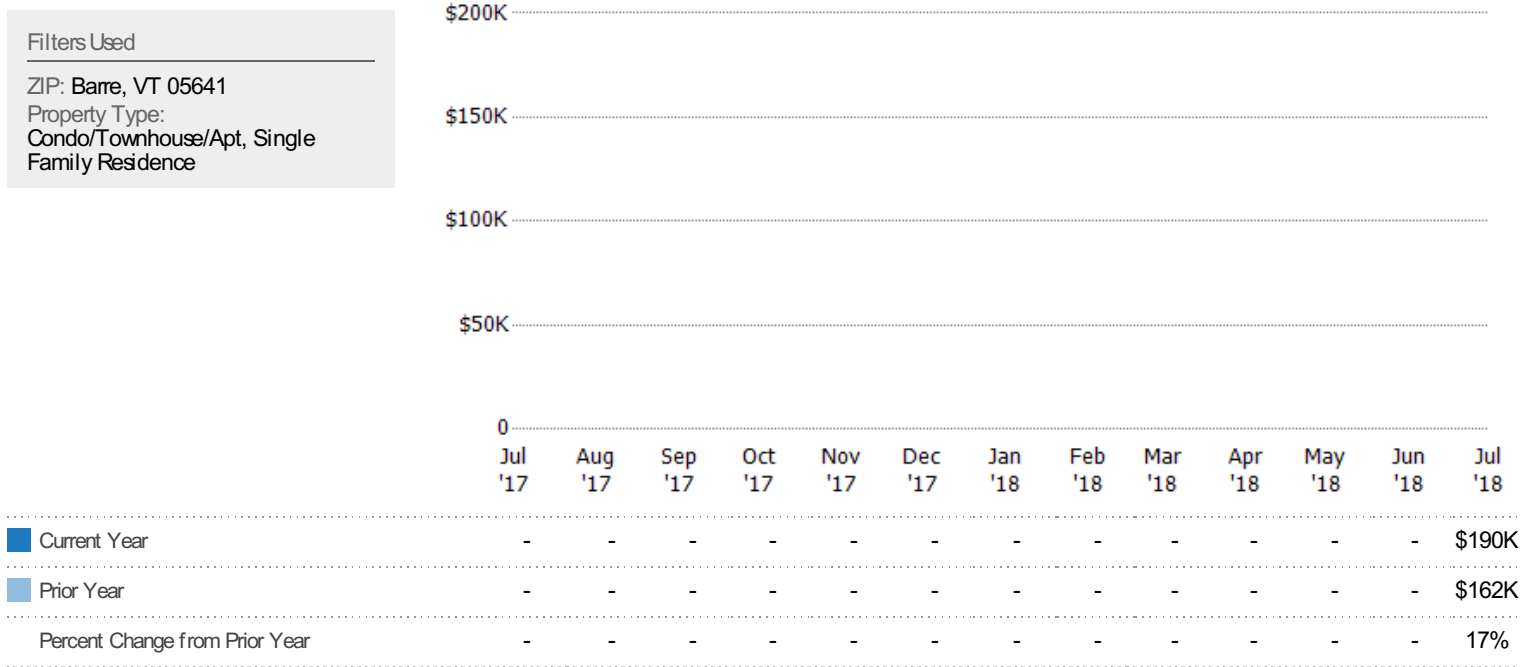 Filters Used
ZIP: Barre, VT 05641
Property Type:
Condo/Townhouse/Apt, Single
Family Residence
$200K
$150K
$100K
$50K
0
Jul Aug Sep Oct Nov Dec Jan Feb Mar Apr May Jun Jul
'17 '17 '17 '17 '17 '17 '18 '18 '18 '18 '18 '18 '18
Current Year - - - - - - - - - - - - $190K
Prior Year - - - - - - - - - - - - $162K
Percent Change from Prior Year - - - - - - - - - - - - 17%